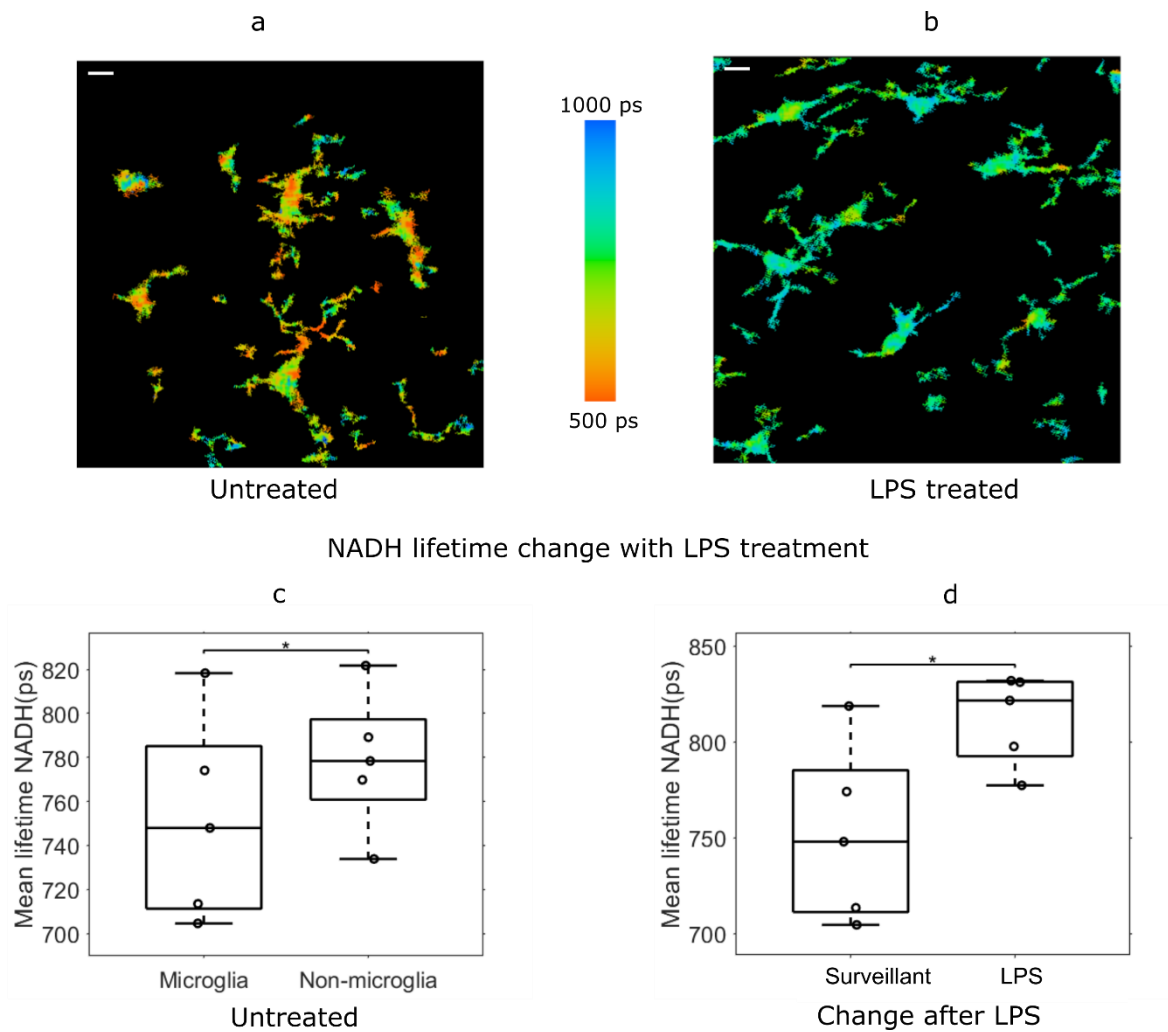 a
b
1000 ps
500 ps
Untreated
LPS treated
NADH lifetime change with LPS treatment
c
d
Mean lifetime NADH(ps)
820
800
780
760
740
720
700
*
Microglia
Non-microglia
Untreated
Mean lifetime NADH(ps)
850
800
750
700
*
Surveillant
LPS
Change after LPS